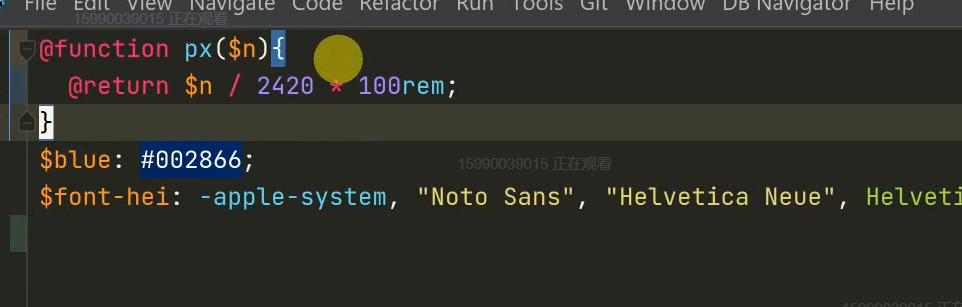 File Edit View Navigate Code Refactor Run Tools Git Window DB Navigator Help
15990039015 正在观看
@function px($n){
@return $n / 2420 * 100rem;
}
$blue: #002866;
15990039015 正在观看
$font-hei: -apple-system, "Noto Sans", "Helvetica Neue", Helveti
15990039015 正在